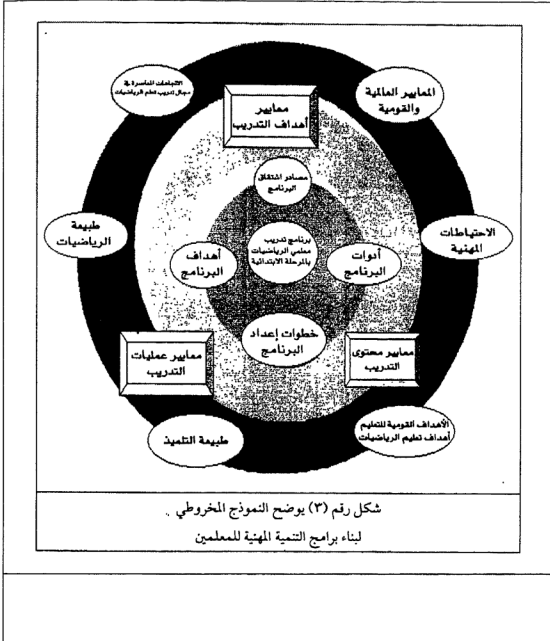 الاتجاهات المعاصرة في
مجال تدريب تعلم الرياضيات
المعايير العالمية
والقومية
معايير
أهداف التدريب
مصادر اشتقاق
البرنامج
طبيعة
الرياضيات
الاحتياطات
المهنية
أهداف
البرنامج
برنامج تدريب
معلمي الرياضيات
بالمرحلة الابتدائية
أدوات
البرنامج
خطوات إعداد
البرنامج
معايير عمليات
التدريب
معايير محتوى
التدريب
طبيعة التلميذ
الأهداف القومية للتعليم
أهداف تعليم الرياضيات
شكل رقم (٣) يوضح النموذج المخروطي
لبناء برامج التنمية المهنية للمعلمين